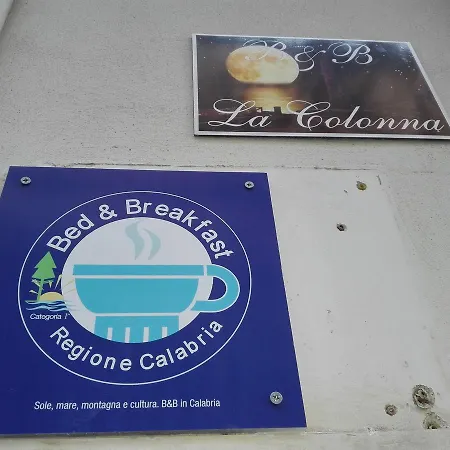 B & B
La Colonna
Bed & Breakfast
Categoria I
Regione Calabria
Sole, mare, montagna e cultura. B&B in Calabria